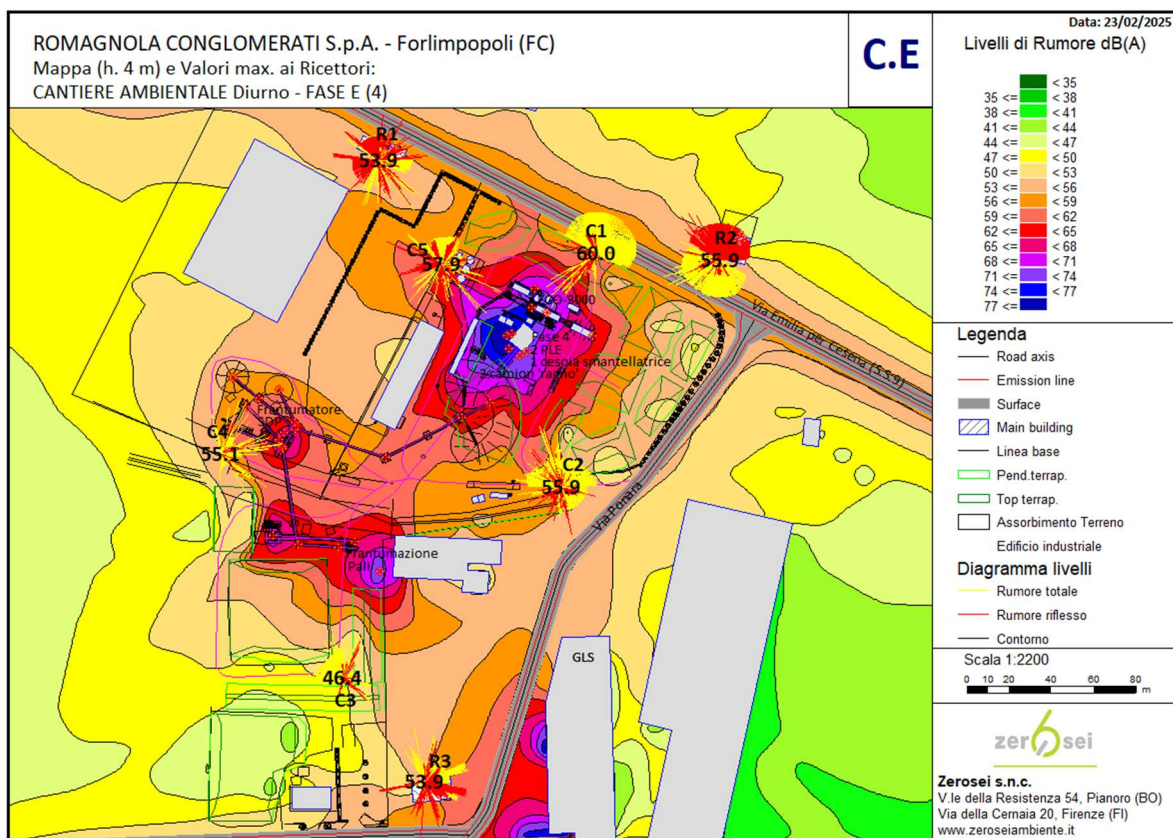 ROMAGNOLA CONGLOMERATI S.p.A. - Forlimpopoli (FC)
Mappa (h. 4 m) e Valori max. ai Ricettori:
CANTIERE AMBIENTALE Diurno - FASE E (4)
C.E
Data: 23/02/2025
Livelli di Rumore dB(A)
< 35
35 <= < 38
38 <= < 41
41 <= < 44
44 <= < 47
47 <= < 50
50 <= < 53
53 <= < 56
56 <= < 59
59 <= < 62
62 <= < 65
65 <= < 68
68 <= < 71
71 <= < 74
74 <= < 77
77 <=
Legenda
Road axis
Emission line
Surface
Main building
Linea base
Pend.terrap.
Top terrap.
Assorbimento Terreno
Edificio industriale
Diagramma livelli
Rumore totale
Rumore riflesso
Contorno
Scala 1:2200
0 10 20 40 60 80
m
zer6sei
Zerosei s.n.c.
V.le della Resistenza 54, Pianoro (BO)
Via della Cernaia 20, Firenze (FI)
www.zeroseiambiente.it
R1
53.9
C1
60.0
R2
55.9
C5
57.9
Fase 4
2 PLE
1 cesoia smantellatrice
2 camion 'ragno'
Via Emilia per Cesena (S.S 9)
Frantumatore
C4
55.1
C2
55.9
Via Ponara
Frantumazione
Pali
GLS
46.4
C3
R3
53.9